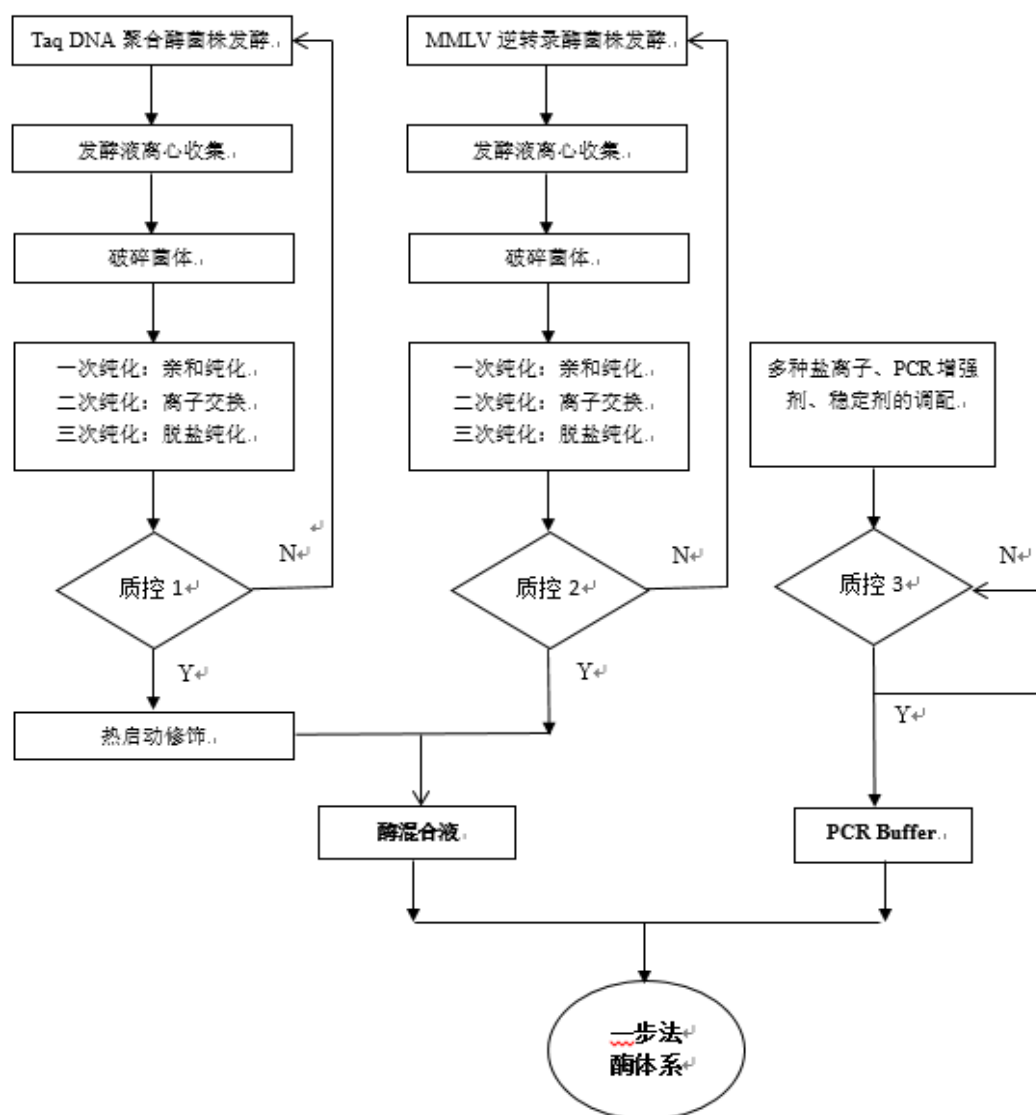 Taq DNA 聚合酶菌株发酵
发酵液离心收集
破碎菌体
一次纯化：亲和纯化
二次纯化：离子交换
三次纯化：脱盐纯化
质控 1
N
Y
热启动修饰
MMLV 逆转录酶菌株发酵
发酵液离心收集
破碎菌体
一次纯化：亲和纯化
二次纯化：离子交换
三次纯化：脱盐纯化
质控 2
N
Y
多种盐离子、PCR 增强
剂、稳定剂的调配
质控 3
N
Y
酶混合液
PCR Buffer
一步法
酶体系